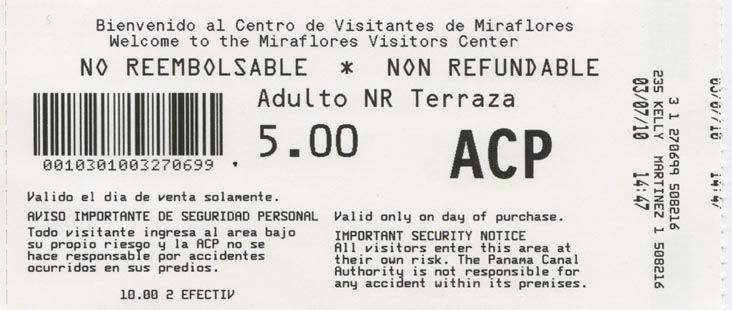 Bienvenido al Centro de Visitantes de Miraflores
Welcome to the Miraflores Visitors Center
NO REEMBOLSABLE * NON REFUNDABLE
Adulto NR Terraza
5.00
ACP
0010301003270699
Valido el dia de venta solamente.
AVISO IMPORTANTE DE SEGURIDAD PERSONAL
Todo visitante ingresa al area bajo
su propio riesgo y la ACP no se
hace responsable por accidentes
ocurridos en sus predios.
10.00 2 EFECTIV
Valid only on day of purchase.
IMPORTANT SECURITY NOTICE
All visitors enter this area at
their own risk. The Panama Canal
Authority is not responsible for
any accident within its premises.
3 1 270699 508216
235 KELLY MARTINEZ 1 508216
03/07/10 14:47
03/07/10 14:47